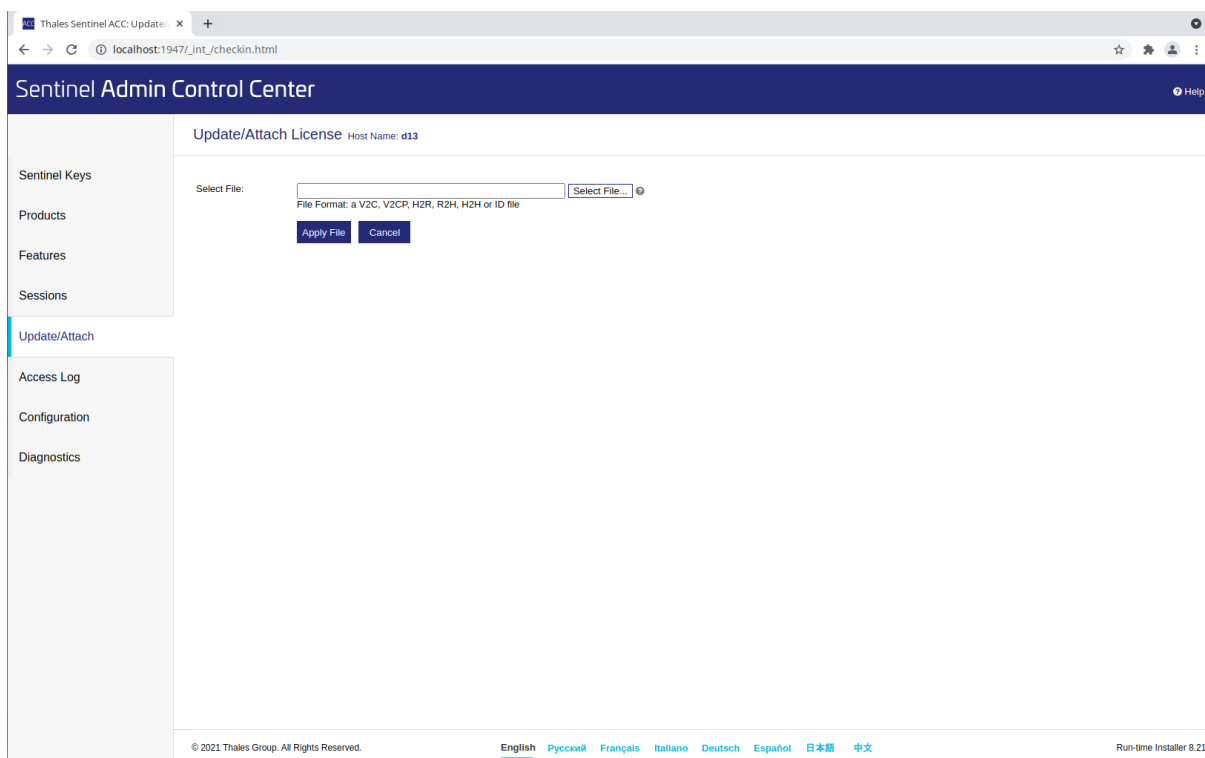 ACC Thales Sentinel ACC: Update/
localhost:1947/_int_/checkin.html
Sentinel Admin Control Center
Help
Update/Attach License Host Name: d13
Sentinel Keys
Products
Features
Sessions
Update/Attach
Access Log
Configuration
Diagnostics
Select File:
Select File...
File Format: a V2C, V2CP, H2R, R2H, H2H or ID file
Apply File Cancel
© 2021 Thales Group. All Rights Reserved.
English Русский Français Italiano Deutsch Español 日本語 中文
Run-time Installer 8.21